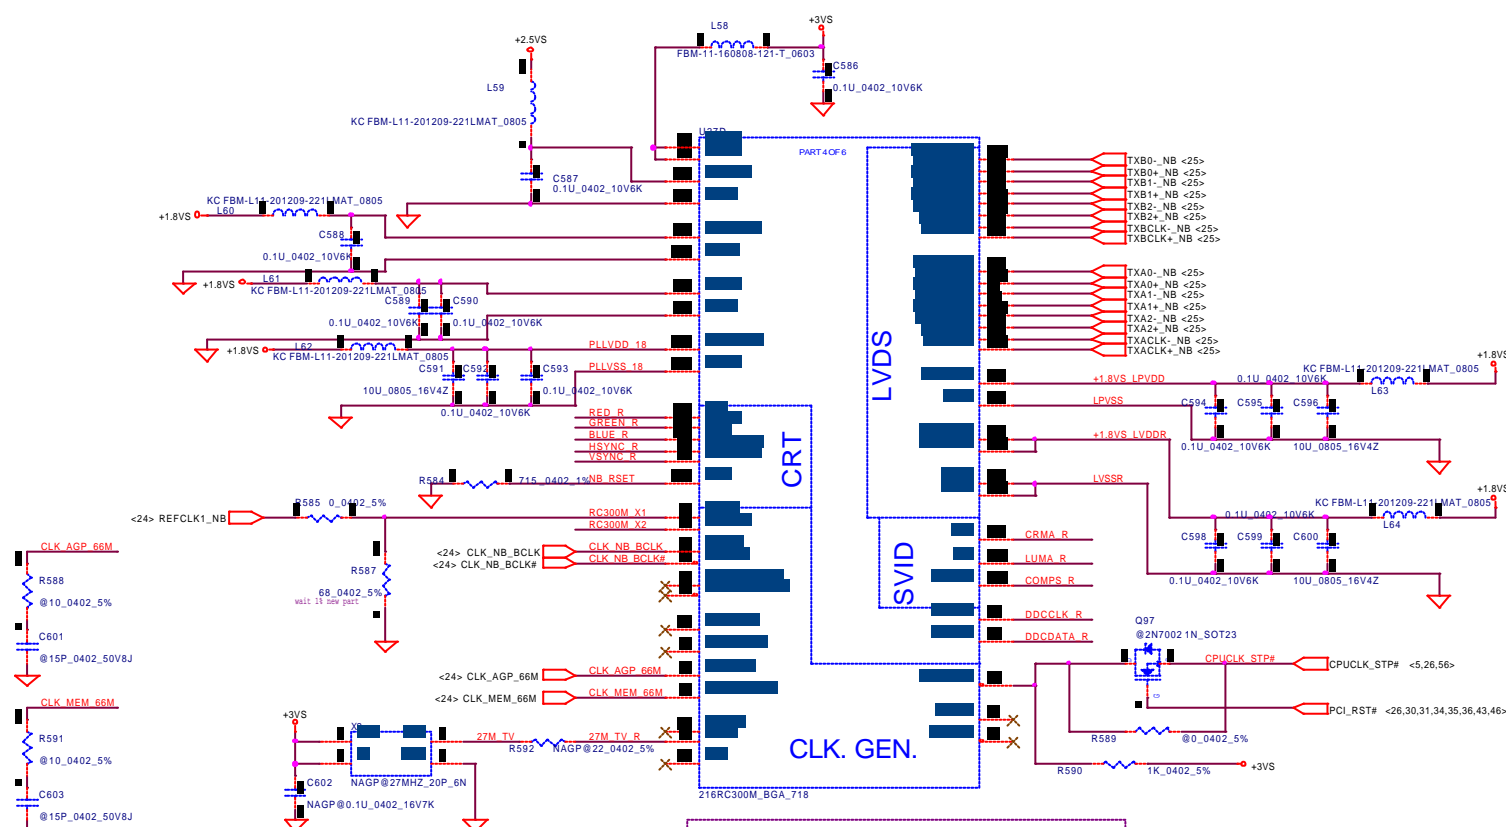 +3VS
L58
FBM-11-160808-121-T_0603
+2.5VS
C586
0.1U_0402_10V6K
L59
KC FBM-L11-201209-221LMAT_0805
PART 4 OF 6
C587
0.1U_0402_10V6K
KC FBM-L11-201209-221LMAT_0805
L60
+1.8VS
C588
0.1U_0402_10V6K
L61
+1.8VS
KC FBM-L11-201209-221LMAT_0805
C589
C590
0.1U_0402_10V6K
0.1U_0402_10V6K
L62
+1.8VS
KC FBM-L11-201209-221LMAT_0805
C591
C592
C593
10U_0805_16V4Z
0.1U_0402_10V6K
0.1U_0402_10V6K
PLLVDD_18
PLLVSS_18
RED_R
GREEN_R
BLUE_R
HSYNC_R
VSYNC_R
R584
715_0402_1%
NB_RSET
R585 0_0402_5%
<24> REFCLK1_NB
RC300M_X1
RC300M_X2
<24> CLK_NB_BCLK
CLK_NB_BCLK
<24> CLK_NB_BCLK#
CLK_NB_BCLK#
R587
68_0402_5%
wait 1% new part
CLK_AGP_66M
R588
@10_0402_5%
C601
@15P_0402_50V8J
<24> CLK_AGP_66M
CLK_AGP_66M
<24> CLK_MEM_66M
CLK_MEM_66M
CLK_MEM_66M
R591
@10_0402_5%
C603
@15P_0402_50V8J
+3VS
27M_TV
R592
NAGP@22_0402_5%
27M_TV_R
NAGP@27MHZ_20P_6N
C602
NAGP@0.1U_0402_16V7K
LVDS
CRT
SVID
CLK. GEN.
216RC300M_BGA_718
TXB0-_NB <25>
TXB0+_NB <25>
TXB1-_NB <25>
TXB1+_NB <25>
TXB2-_NB <25>
TXB2+_NB <25>
TXBCLK-_NB <25>
TXBCLK+_NB <25>
TXA0-_NB <25>
TXA0+_NB <25>
TXA1-_NB <25>
TXA1+_NB <25>
TXA2-_NB <25>
TXA2+_NB <25>
TXACLK-_NB <25>
TXACLK+_NB <25>
+1.8VS
KC FBM-L11-201209-221LMAT_0805
L63
+1.8VS_LPVDD
0.1U_0402_10V6K
LPVSS
C594
C595
C596
+1.8VS_LVDDR
0.1U_0402_10V6K
10U_0805_16V4Z
LVSSR
+1.8VS
KC FBM-L11-201209-221LMAT_0805
L64
0.1U_0402_10V6K
C598
C599
C600
0.1U_0402_10V6K
10U_0805_16V4Z
CRMA_R
LUMA_R
COMPS_R
DDCCLK_R
DDCDATA_R
Q97
@2N7002 1N_SOT23
CPUCLK_STP#
CPUCLK_STP# <5,26,56>
PCI_RST# <26,30,31,34,35,36,43,46>
R589
@0_0402_5%
R590
1K_0402_5%
+3VS